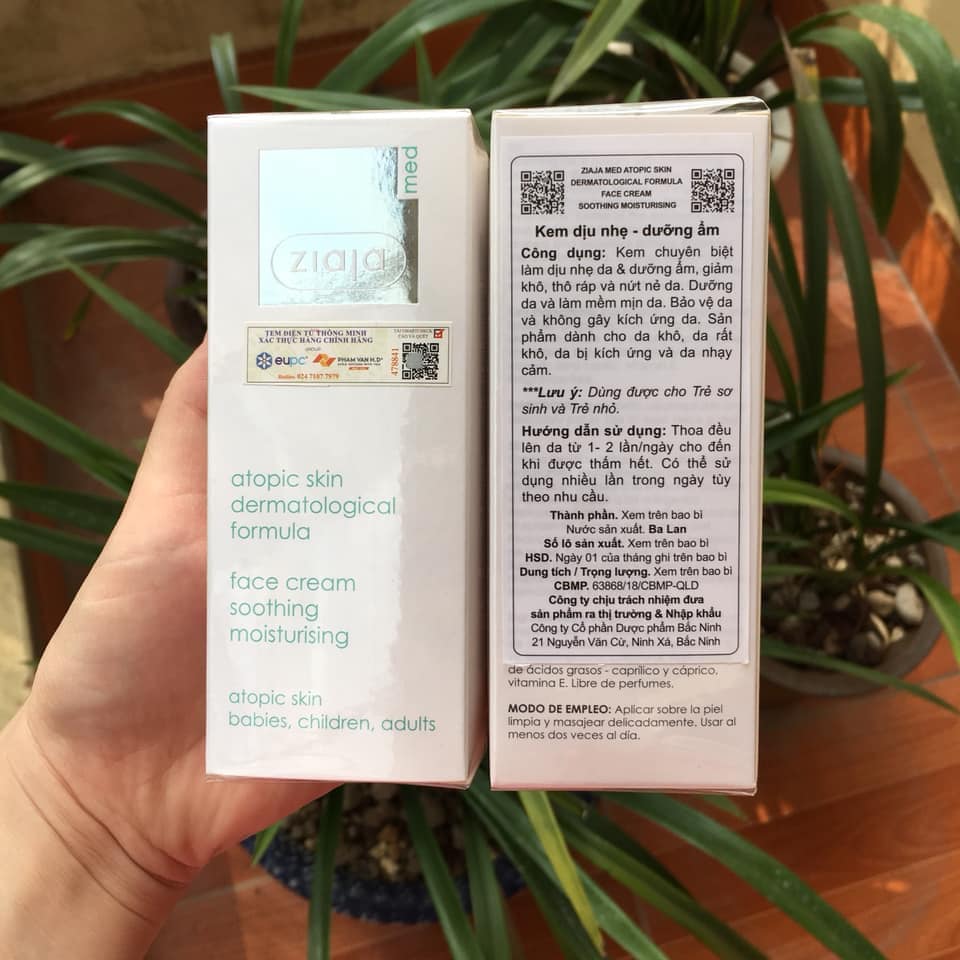 med
ziaja
TEM ĐIỆN TỬ THÔNG MINH
XÁC THỰC HÀNG CHÍNH HÃNG
eupc
PHAM VAN H.D
Hotline: 024 7107 7979
478841
atopic skin
dermatological
formula
face cream
soothing
moisturising
atopic skin
babies, children, adults
ZIAJA MED ATOPIC SKIN
DERMATOLOGICAL FORMULA
FACE CREAM
SOOTHING MOISTURISING
Kem dịu nhẹ - dưỡng ẩm
Công dụng: Kem chuyên biệt
làm dịu nhẹ da & dưỡng ẩm, giảm
khô, thô ráp và nứt nẻ da. Dưỡng
da và làm mềm mịn da. Bảo vệ da
và không gây kích ứng da. Sản
phẩm dành cho da khô, da rất
khô, da bị kích ứng và da nhạy
cảm.
***Lưu ý: Dùng được cho Trẻ sơ
sinh và Trẻ nhỏ.
Hướng dẫn sử dụng: Thoa đều
lên da từ 1- 2 lần/ngày cho đến
khi được thấm hết. Có thể sử
dụng nhiều lần trong ngày tùy
theo nhu cầu.
Thành phần. Xem trên bao bì
Nước sản xuất. Ba Lan
Số lô sản xuất. Xem trên bao bì
HSD. Ngày 01 của tháng ghi trên bao bì
Dung tích / Trọng lượng. Xem trên bao bì
CBMP. 63868/18/CBMP-QLD
Công ty chịu trách nhiệm đưa
sản phẩm ra thị trường & Nhập khẩu
Công ty Cổ phần Dược phẩm Bắc Ninh
21 Nguyễn Văn Cừ, Ninh Xá, Bắc Ninh
de ácidos grasos - caprílico y cáprico,
vitamina E. Libre de perfumes.
MODO DE EMPLEO: Aplicar sobre la piel
limpia y masajear delicadamente. Usar al
menos dos veces al día.